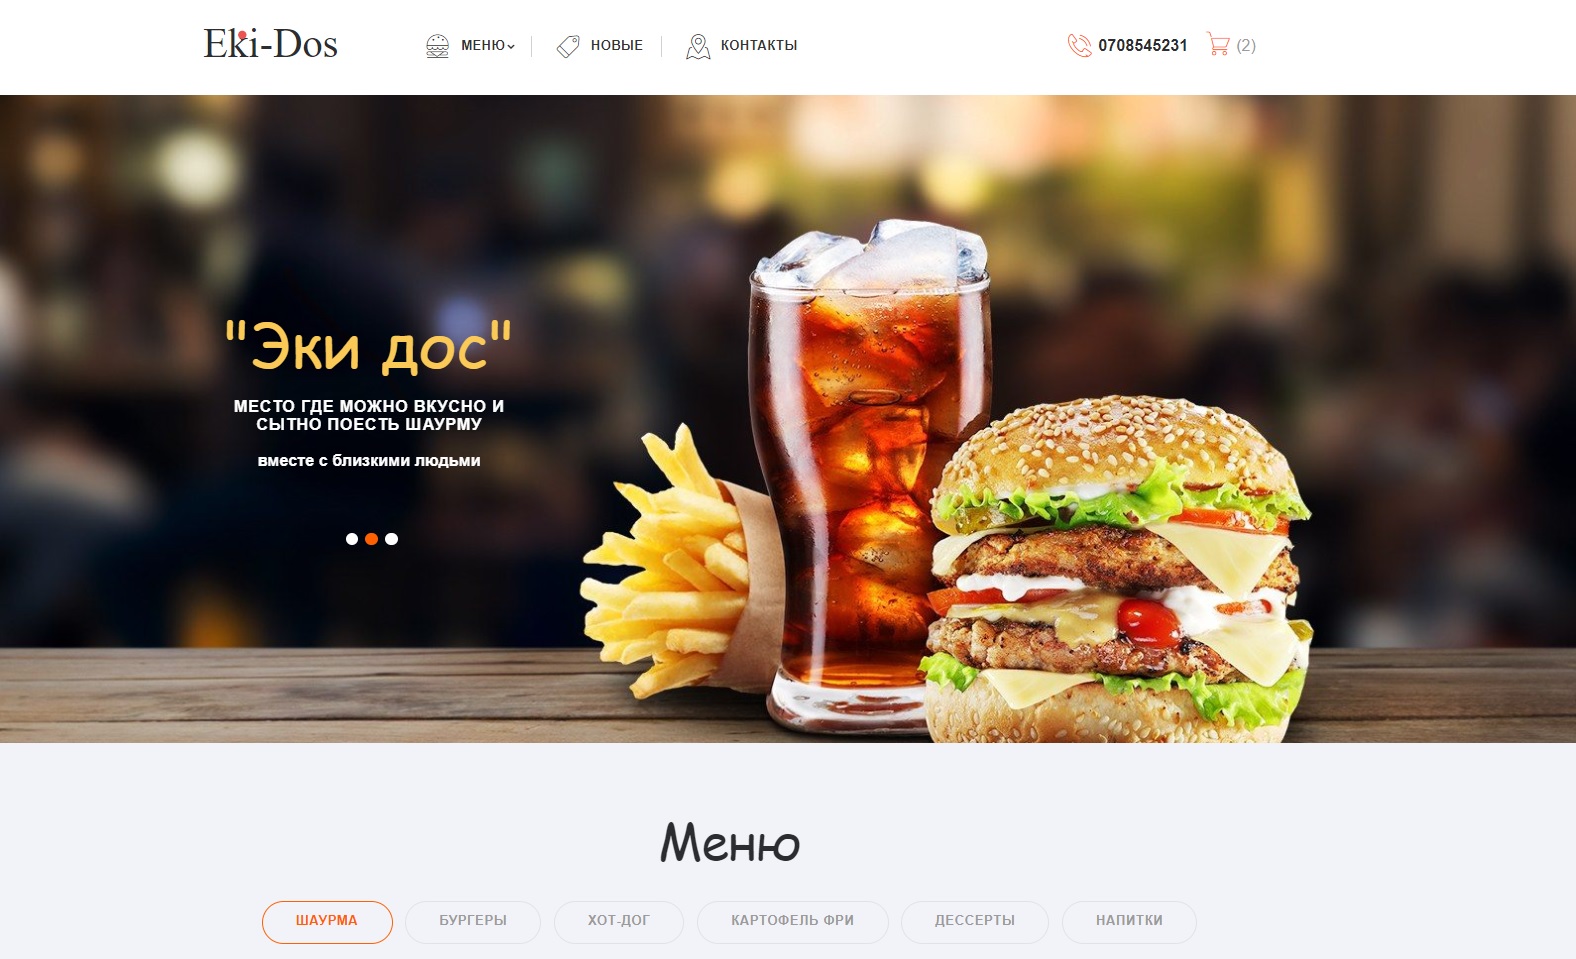 Eki-Dos
МЕНЮ
НОВЫЕ
КОНТАКТЫ
0708545231
(2)
"Эки дос"
МЕСТО ГДЕ МОЖНО ВКУСНО И
СЫТНО ПОЕСТЬ ШАУРМУ
вместе с близкими людьми
Меню
ШАУРМА
БУРГЕРЫ
ХОТ-ДОГ
КАРТОФЕЛЬ ФРИ
ДЕССЕРТЫ
НАПИТКИ